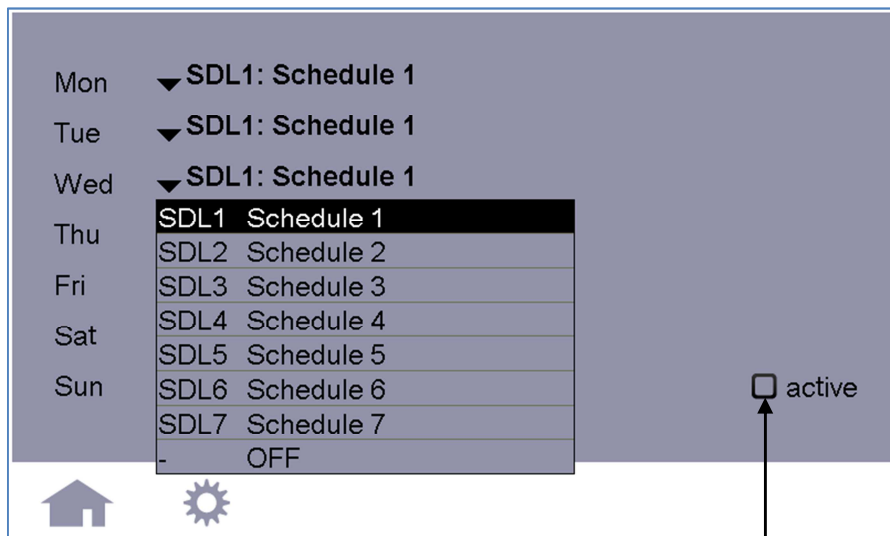 Mon SDL1: Schedule 1
Tue SDL1: Schedule 1
Wed SDL1: Schedule 1
SDL1 Schedule 1
Thu
SDL2 Schedule 2
Fri
SDL3 Schedule 3
Sat
SDL4 Schedule 4
SDL5 Schedule 5
Sun
SDL6 Schedule 6
active
SDL7 Schedule 7
- OFF